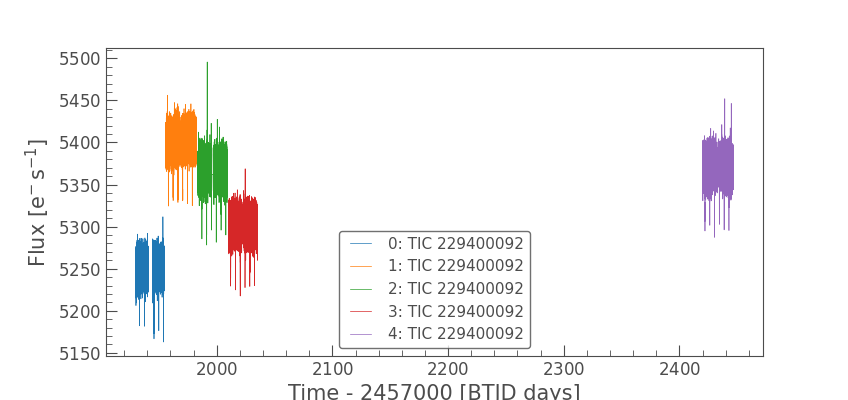 Flux [e⁻ s⁻¹]
5500
5450
5400
5350
5300
5250
5200
5150
0: TIC 229400092
1: TIC 229400092
2: TIC 229400092
3: TIC 229400092
4: TIC 229400092
2000 2100 2200 2300 2400
Time - 2457000 [BTJD days]